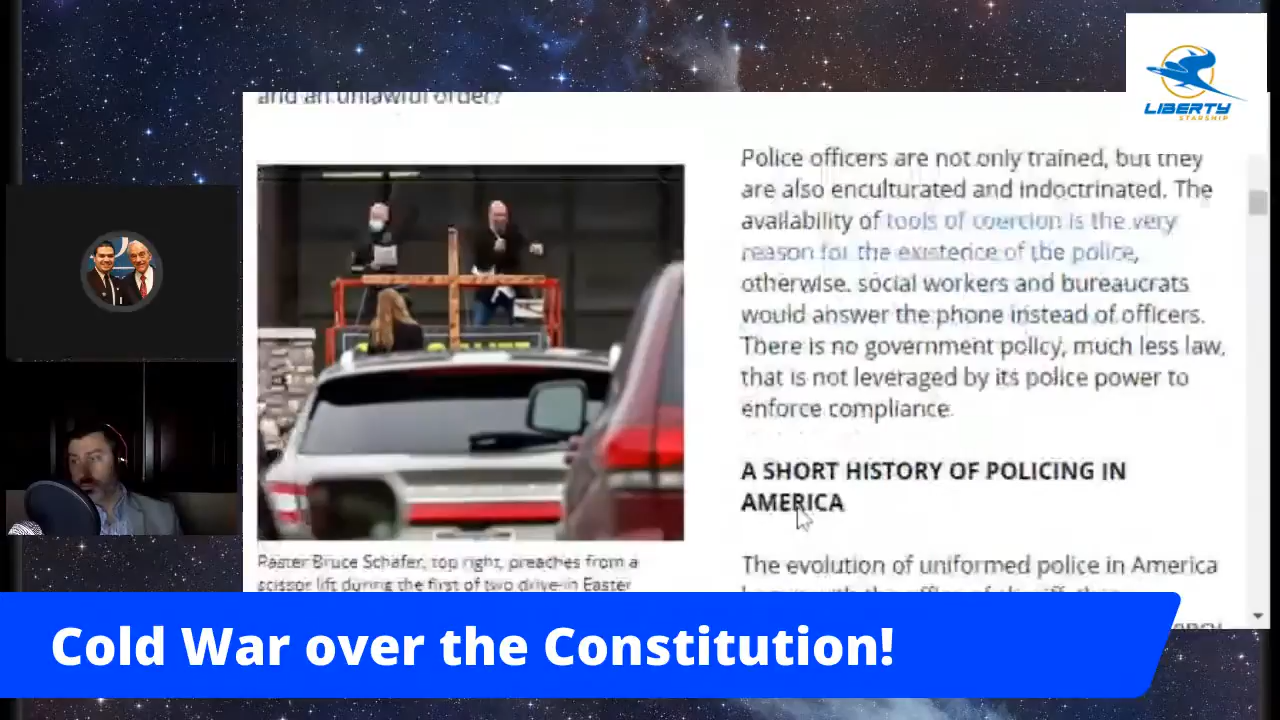 LIBERTY
STARSHIP
and an unlawful order?
Police officers are not only trained, but they
are also enculturated and indoctrinated. The
availability of tools of coercion is the very
reason for the existence of the police,
otherwise, social workers and bureaucrats
would answer the phone instead of officers.
There is no government policy, much less law,
that is not leveraged by its police power to
enforce compliance.
A SHORT HISTORY OF POLICING IN
AMERICA
The evolution of uniformed police in America
Paster Bruce Schafer, top right, preaches from a
scissor lift during the first of two drive-in Easter
Cold War over the Constitution!